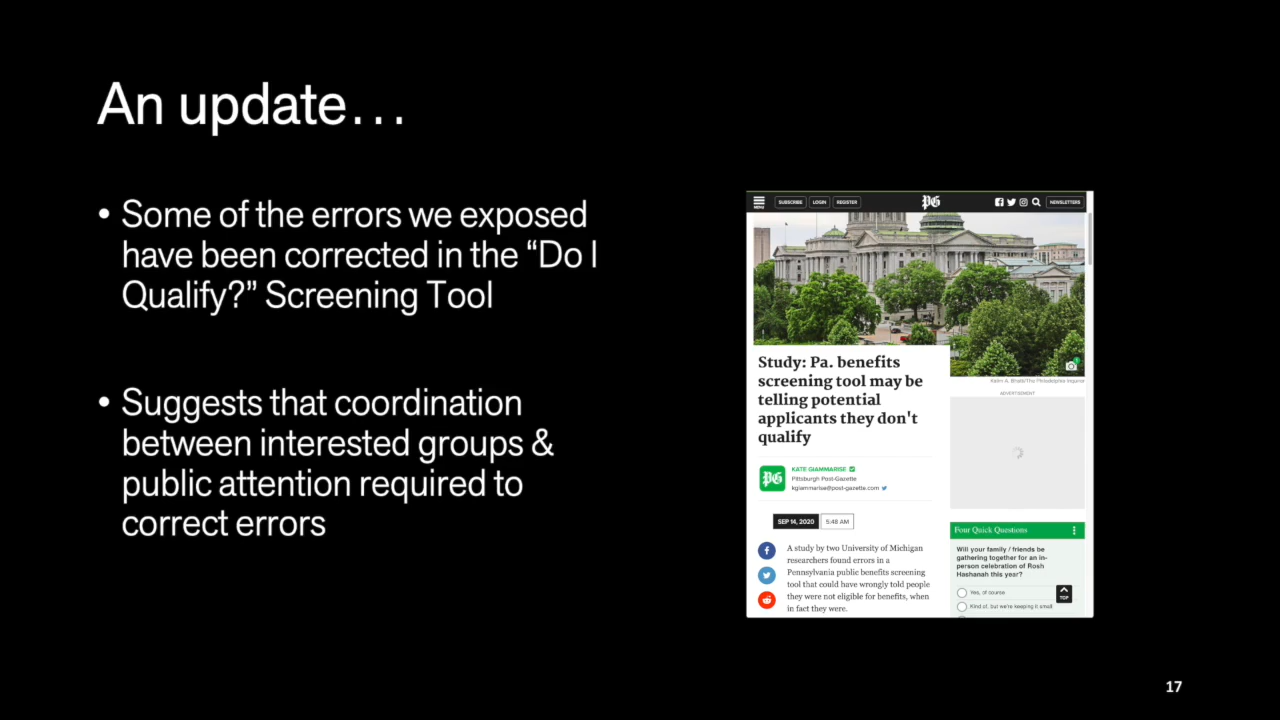 An update…
• Some of the errors we exposed
have been corrected in the “Do I
Qualify?” Screening Tool
• Suggests that coordination
between interested groups &
public attention required to
correct errors
MENU
SUBSCRIBE
LOGIN
REGISTER
PG
NEWSLETTERS
Study: Pa. benefits
screening tool may be
telling potential
applicants they don't
qualify
KATE GIAMMARISE
Pittsburgh Post-Gazette
kgiammarise@post-gazette.com
SEP 14, 2020
5:48 AM
A study by two University of Michigan
researchers found errors in a
Pennsylvania public benefits screening
tool that could have wrongly told people
they were not eligible for benefits, when
in fact they were.
ADVERTISEMENT
Four Quick Questions
Will your family / friends be
gathering together for an in-
person celebration of Rosh
Hashanah this year?
Yes, of course
Kind of, but we're keeping it small
TOP
17